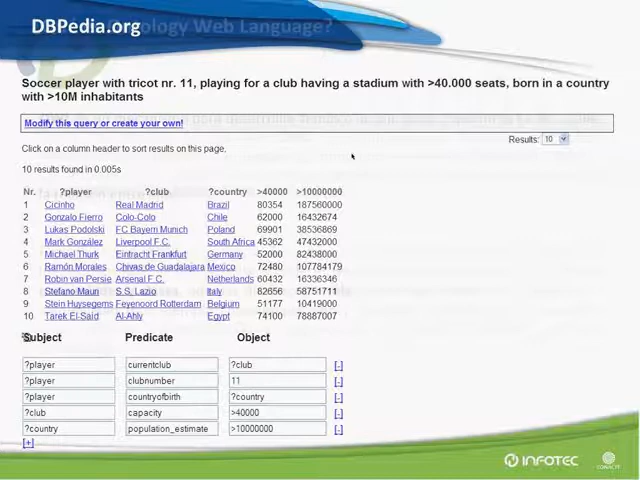 DBPedia.org
Ontology Web Language?
Soccer player with tricot nr. 11, playing for a club having a stadium with >40.000 seats, born in a country
with >10M inhabitants
Modify this query or create your own!
Results: 10
Click on a column header to sort results on this page.
10 results found in 0.005s
Nr. ?player ?club ?country >40000 >10000000
1 Cicinho Real Madrid Brazil 80354 187560000
2 Gonzalo Fierro Colo-Colo Chile 62000 16432674
3 Lukas Podolski FC Bayern Munich Poland 69901 38536869
4 Mark González Liverpool F.C. South Africa 45362 47432000
5 Michael Thurk Eintracht Frankfurt Germany 52000 82438000
6 Ramón Morales Chivas de Guadalajara Mexico 72480 107784179
7 Robin van Persie Arsenal F.C. Netherlands 60432 16336346
8 Stefano Mauri S.S. Lazio Italy 82656 58751711
9 Stein Huysegems Feyenoord Rotterdam Belgium 51177 10419000
10 Tarek El-Said Al-Ahly Egypt 74100 78887007
Subject Predicate Object
?player currentclub ?club [-]
?player clubnumber 11 [-]
?player countryofbirth ?country [-]
?club capacity >40000 [-]
?country population_estimate >10000000 [-]
[+]
INFOTEC CONACYT